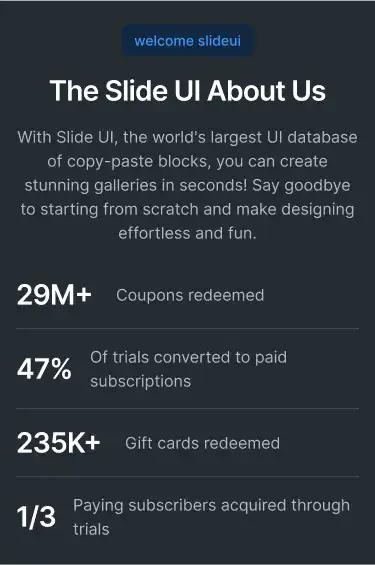 welcome slideui
The Slide UI About Us
With Slide UI, the world's largest UI database
of copy-paste blocks, you can create
stunning galleries in seconds! Say goodbye
to starting from scratch and make designing
effortless and fun.
29M+ Coupons redeemed
47% Of trials converted to paid
subscriptions
235K+ Gift cards redeemed
1/3 Paying subscribers acquired through
trials